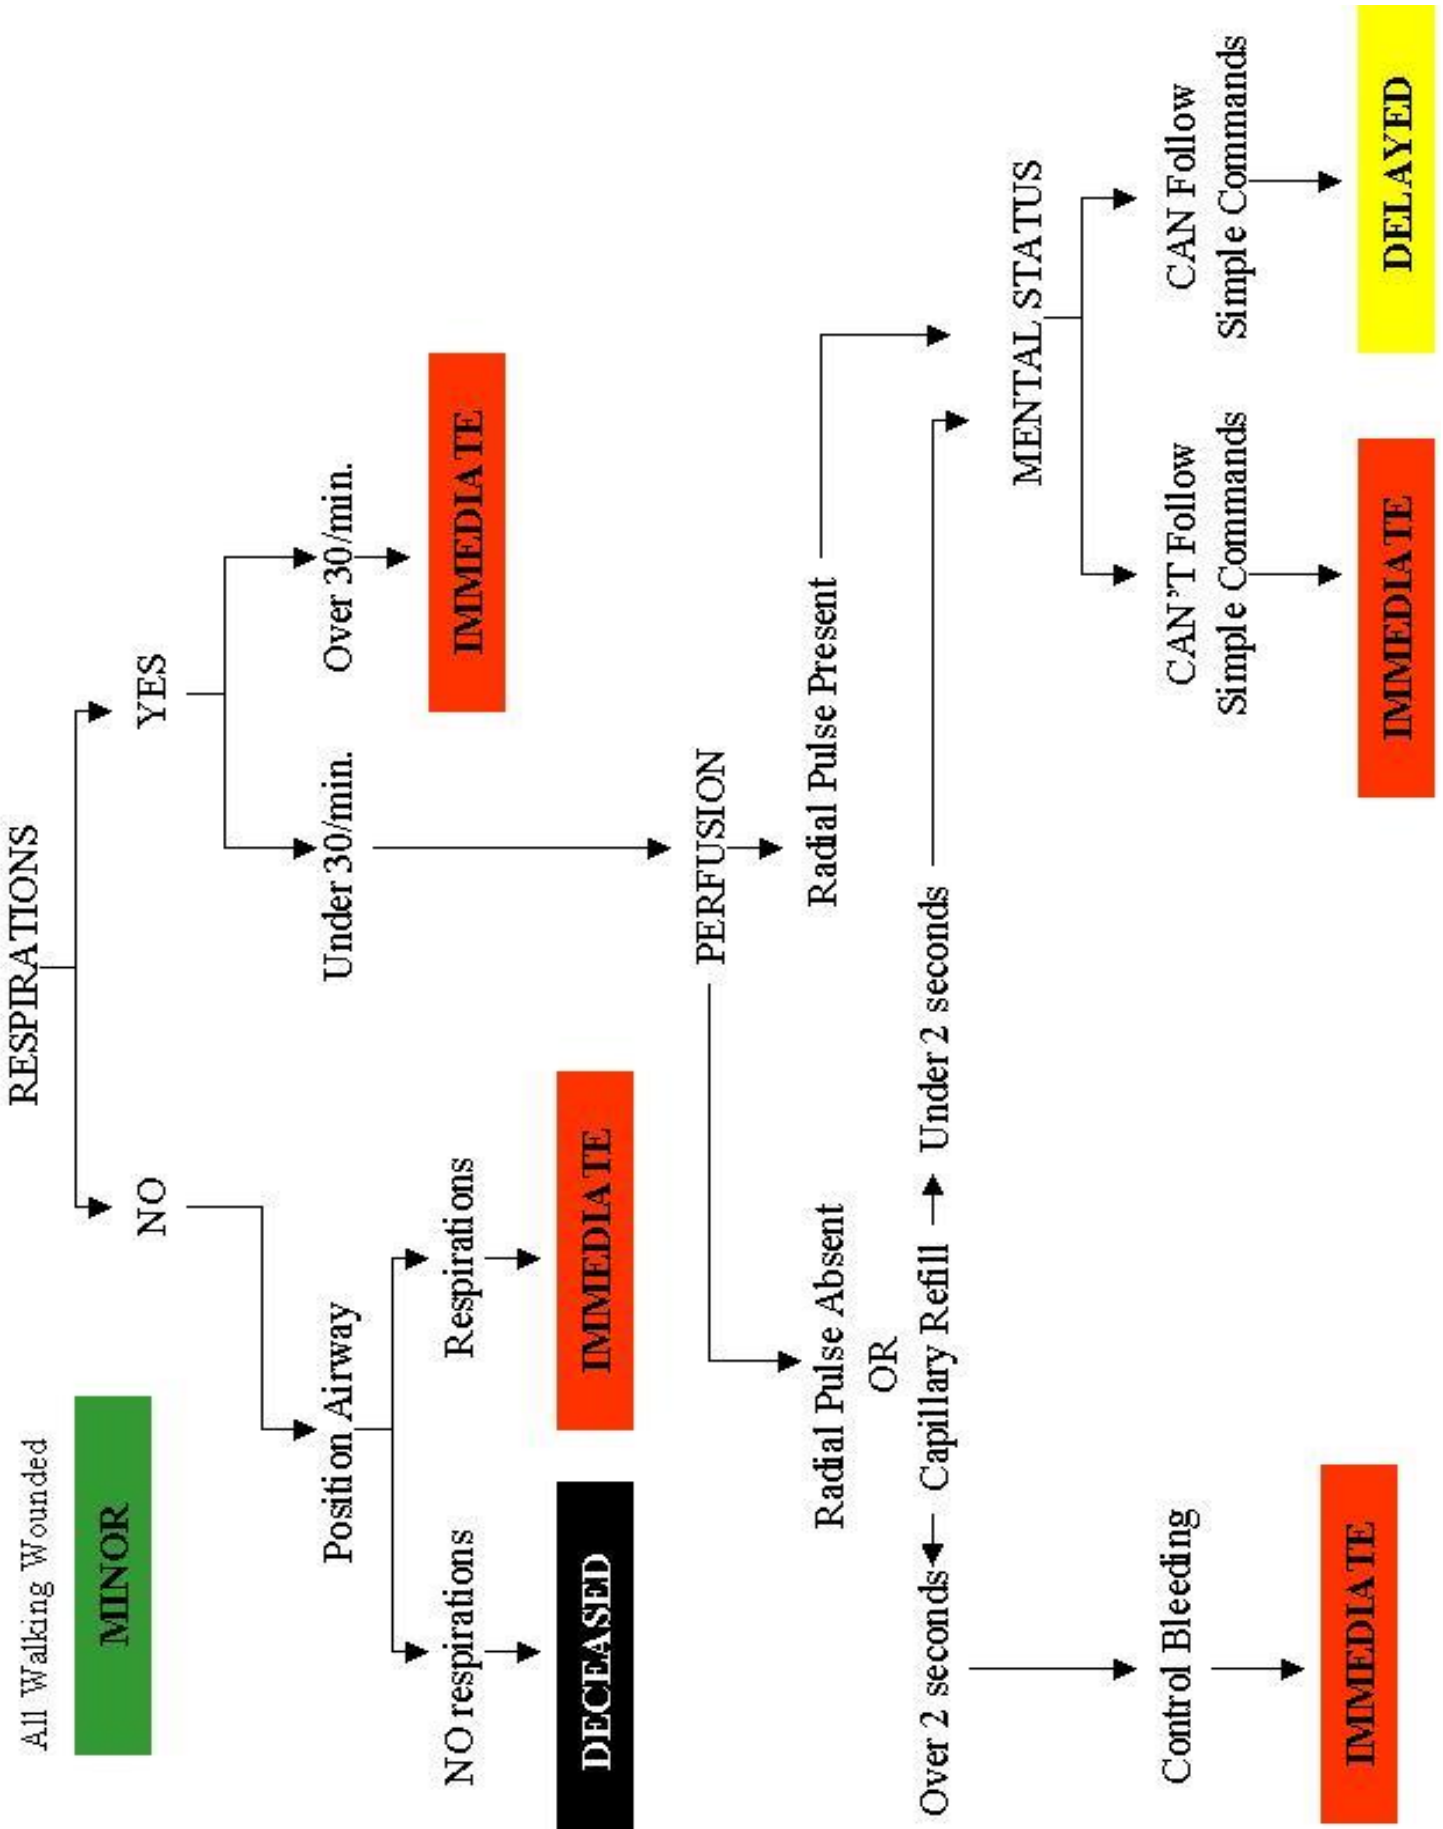 All Walking Wounded
MINOR
RESPIRATIONS
NO
YES
Position Airway
Under 30/min.
Over 30/min.
NO respirations
Respirations
IMMEDIATE
DECEASED
IMMEDIATE
PERFUSION
Radial Pulse Absent
OR
Radial Pulse Present
Over 2 seconds
Capillary Refill
Under 2 seconds
MENTAL STATUS
Control Bleeding
CAN'T Follow
Simple Commands
CAN Follow
Simple Commands
IMMEDIATE
IMMEDIATE
DELAYED